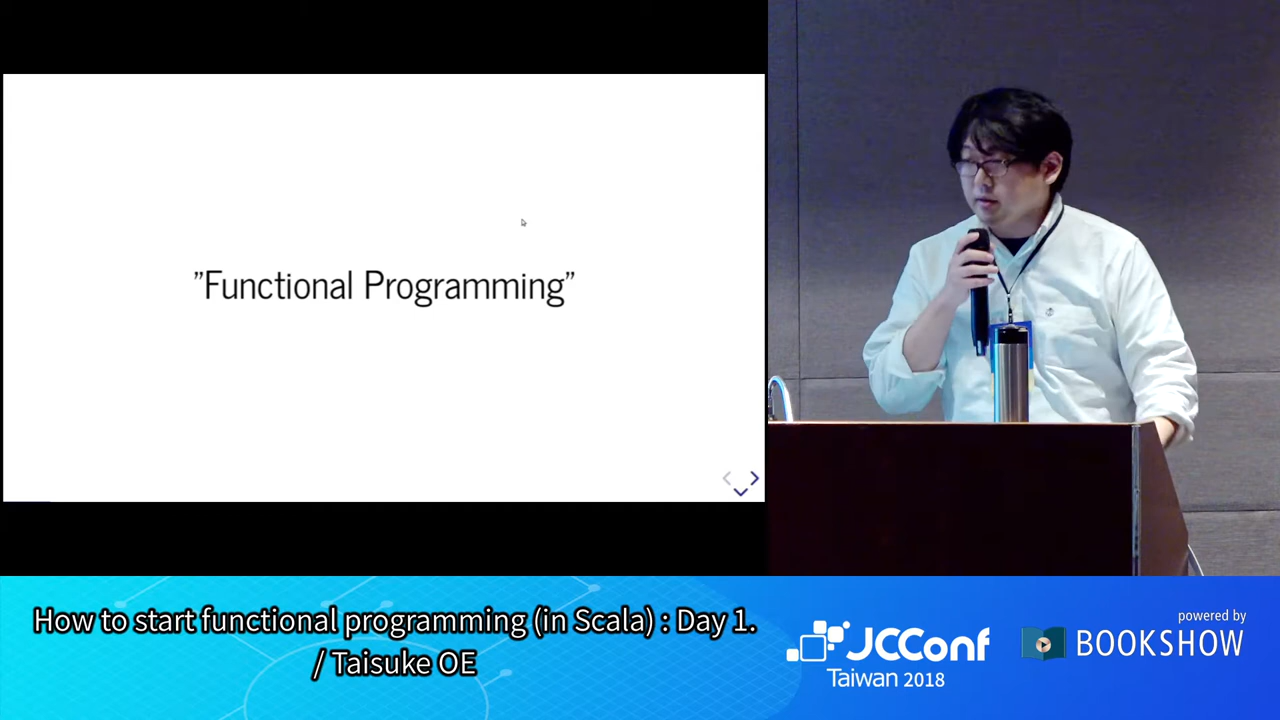 ”Functional Programming”
How to start functional programming (in Scala) : Day 1.
/ Taisuke OE
JCConf
Taiwan 2018
powered by
BOOKSHOW